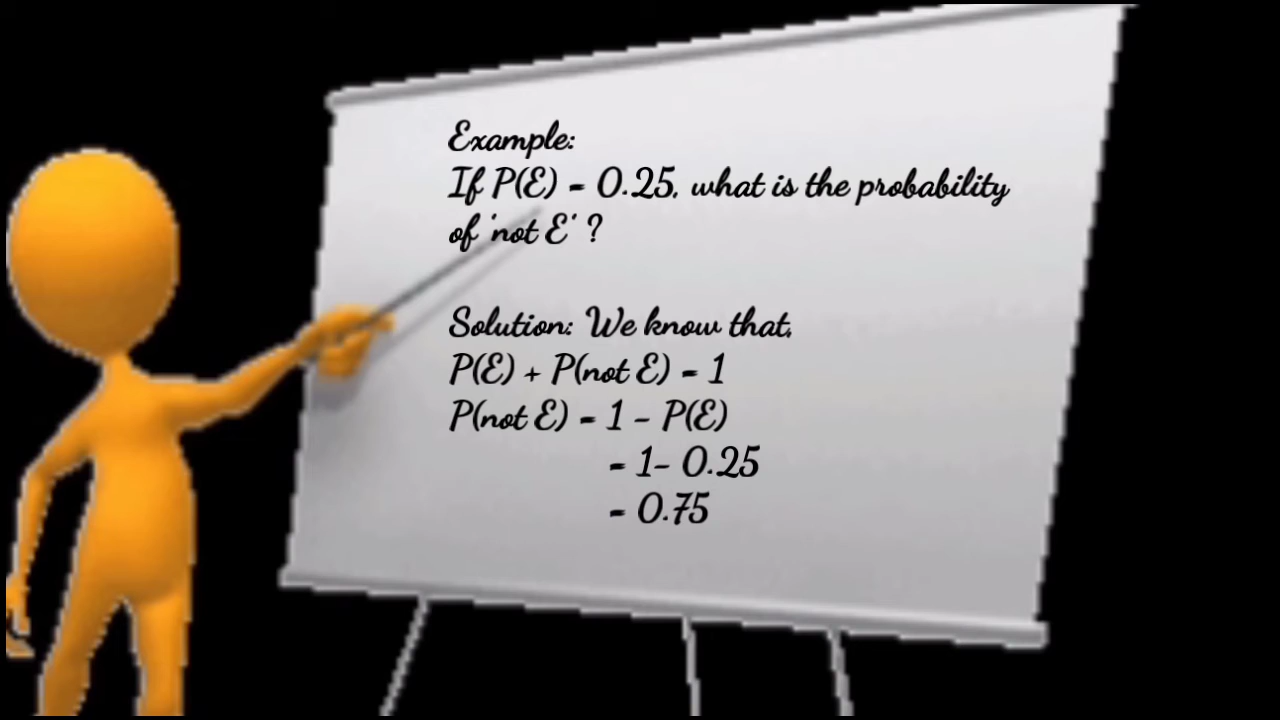 Example:
If P(E) = 0.25, what is the probability
of 'not E' ?
Solution: We know that,
P(E) + P(not E) = 1
P(not E) = 1 - P(E)
= 1- 0.25
= 0.75